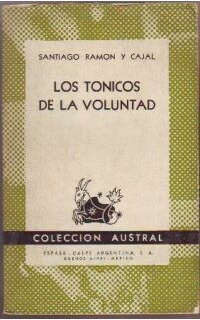 SANTIAGO RAMON Y CAJAL
LOS TONICOS
DE LA VOLUNTAD
COLECCION AUSTRAL
ESPASA-CALPE ARGENTINA, S. A.
BUENOS AIRES-MEXICO